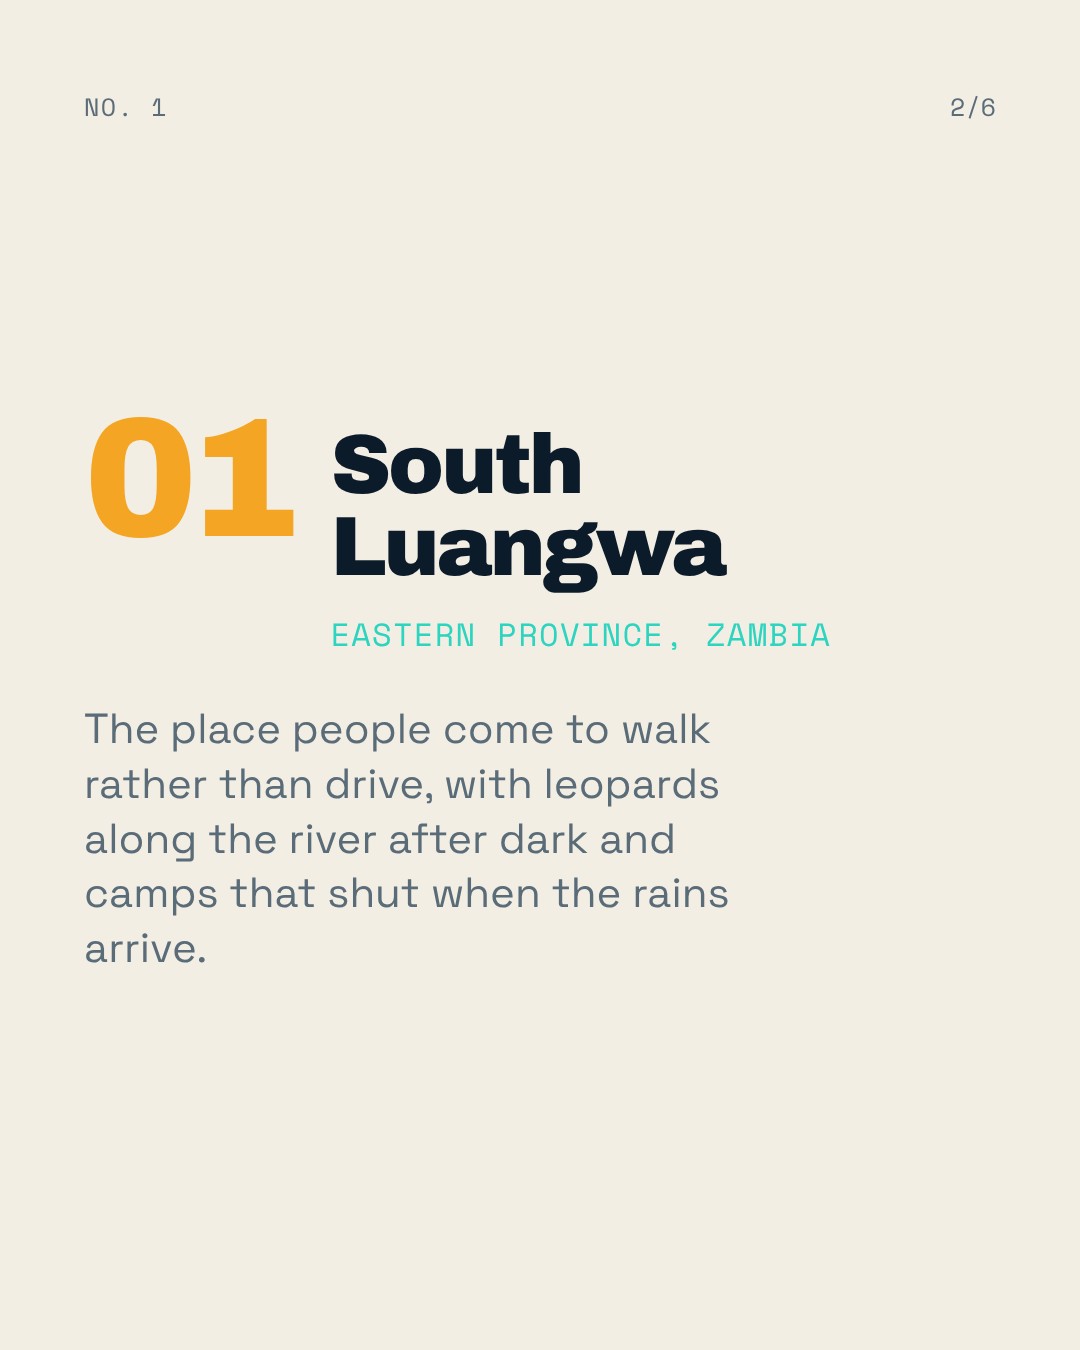 NO. 1
2/6
01
South
Luangwa
EASTERN PROVINCE, ZAMBIA
The place people come to walk
rather than drive, with leopards
along the river after dark and
camps that shut when the rains
arrive.